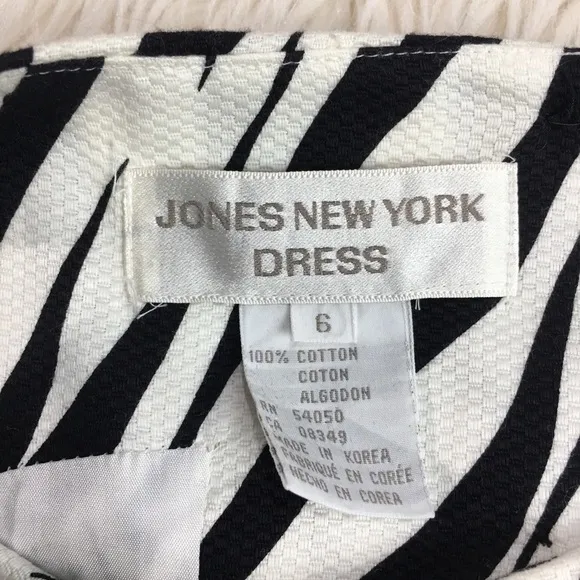 JONES NEW YORK
DRESS
6
100% COTTON
COTON
ALGODON
RN 54050
CA 08349
MADE IN KOREA
FABRIQUÉ EN CORÉE
HECHO EN COREA